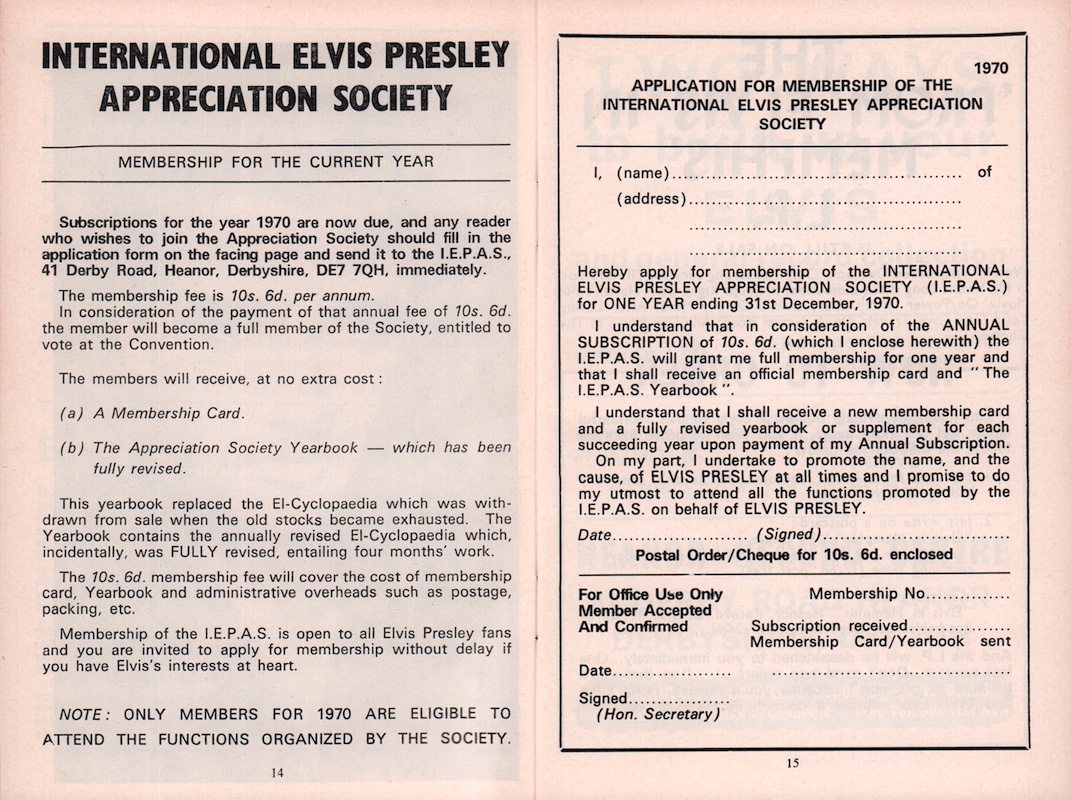 INTERNATIONAL ELVIS PRESLEY
APPRECIATION SOCIETY
MEMBERSHIP FOR THE CURRENT YEAR
Subscriptions for the year 1970 are now due, and any reader
who wishes to join the Appreciation Society should fill in the
application form on the facing page and send it to the I.E.P.A.S.,
41 Derby Road, Heanor, Derbyshire, DE7 7QH, immediately.
The membership fee is 10s. 6d. per annum.
In consideration of the payment of that annual fee of 10s. 6d.
the member will become a full member of the Society, entitled to
vote at the Convention.
The members will receive, at no extra cost :
(a) A Membership Card.
(b) The Appreciation Society Yearbook — which has been
fully revised.
This yearbook replaced the El-Cyclopaedia which was with-
drawn from sale when the old stocks became exhausted. The
Yearbook contains the annually revised El-Cyclopaedia which,
incidentally, was FULLY revised, entailing four months' work.
The 10s. 6d. membership fee will cover the cost of membership
card, Yearbook and administrative overheads such as postage,
packing, etc.
Membership of the I.E.P.A.S. is open to all Elvis Presley fans
and you are invited to apply for membership without delay if
you have Elvis's interests at heart.
NOTE : ONLY MEMBERS FOR 1970 ARE ELIGIBLE TO
ATTEND THE FUNCTIONS ORGANIZED BY THE SOCIETY.
14
1970
APPLICATION FOR MEMBERSHIP OF THE
INTERNATIONAL ELVIS PRESLEY APPRECIATION
SOCIETY
I, (name)................................................ of
(address)..............................................
..............................................
..............................................
Hereby apply for membership of the INTERNATIONAL
ELVIS PRESLEY APPRECIATION SOCIETY (I.E.P.A.S.)
for ONE YEAR ending 31st December, 1970.
I understand that in consideration of the ANNUAL
SUBSCRIPTION of 10s. 6d. (which I enclose herewith) the
I.E.P.A.S. will grant me full membership for one year and
that I shall receive an official membership card and " The
I.E.P.A.S. Yearbook ".
I understand that I shall receive a new membership card
and a fully revised yearbook or supplement for each
succeeding year upon payment of my Annual Subscription.
On my part, I undertake to promote the name, and the
cause, of ELVIS PRESLEY at all times and I promise to do
my utmost to attend all the functions promoted by the
I.E.P.A.S. on behalf of ELVIS PRESLEY.
Date....................... (Signed)................................
Postal Order/Cheque for 10s. 6d. enclosed
For Office Use Only Membership No..............
Member Accepted
And Confirmed Subscription received.................
Membership Card/Yearbook sent
Date.................... ........................................
Signed.................
(Hon. Secretary)
15